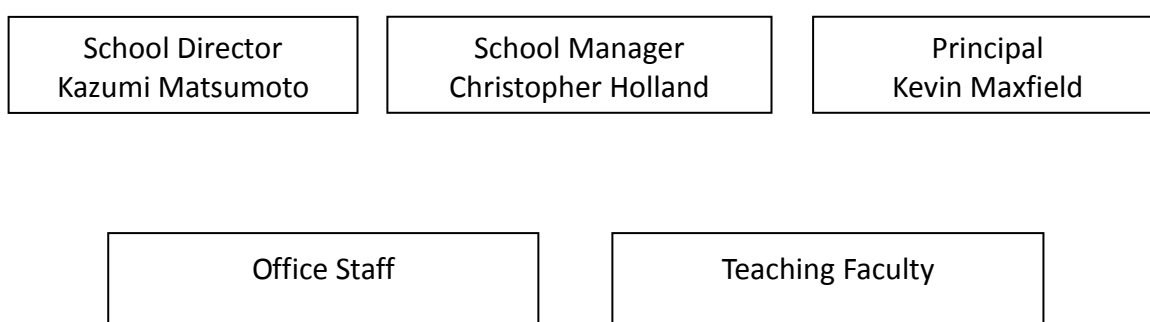 School Director
Kazumi Matsumoto
School Manager
Christopher Holland
Principal
Kevin Maxfield
Office Staff
Teaching Faculty